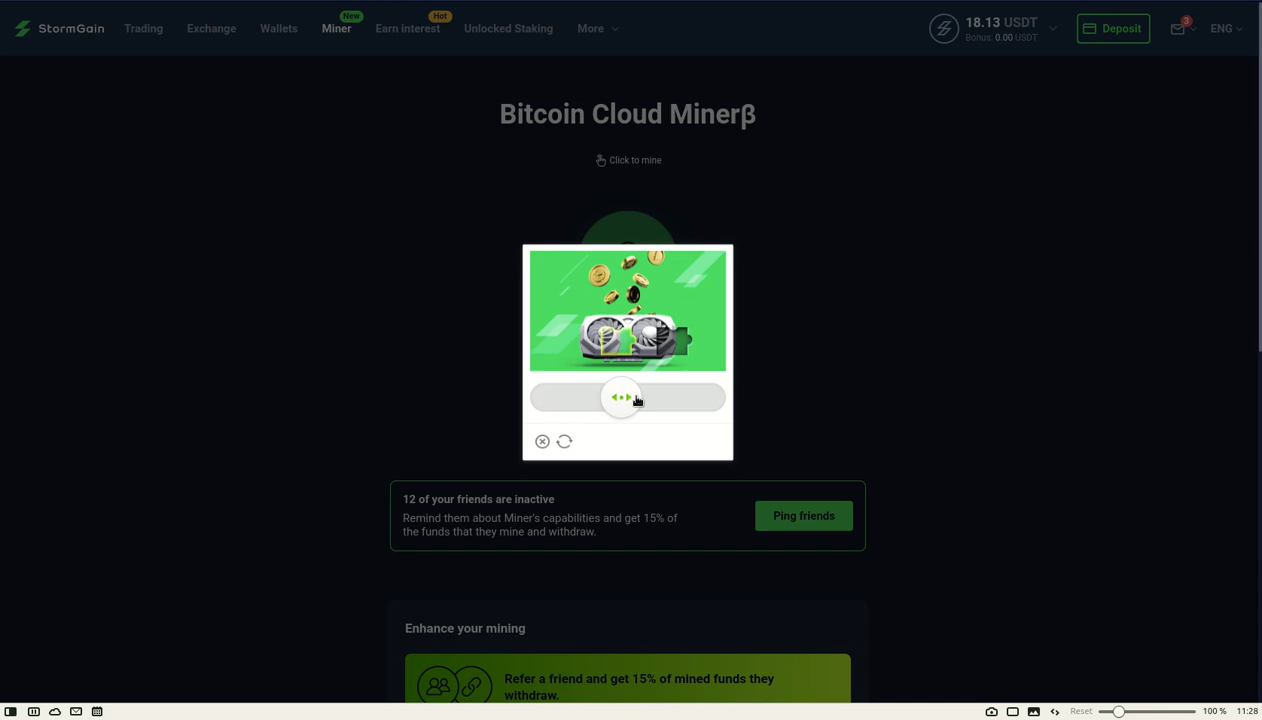 StormGain
Trading
Exchange
Wallets
Miner
New
Earn interest
Hot
Unlocked Staking
More
18.13 USDT
Bonus: 0.00 USDT
Deposit
3
ENG
Bitcoin Cloud Minerβ
Click to mine
12 of your friends are inactive
Remind them about Miner's capabilities and get 15% of
the funds that they mine and withdraw.
Ping friends
Enhance your mining
Refer a friend and get 15% of mined funds they
withdraw.
Reset
100 %
11:28